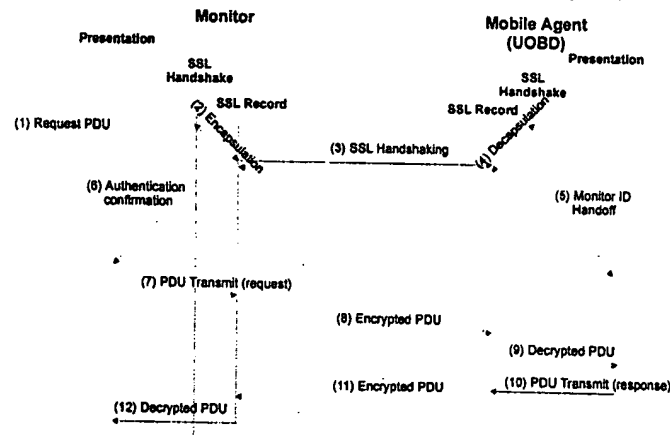 Monitor
Mobile Agent
(UOBD)
Presentation
Presentation
SSL
Handshake
SSL
Handshake
SSL Record
SSL Record
(1) Request PDU
(2) Encapsulation
(3) SSL Handshaking
(4) Decapsulation
(6) Authentication
confirmation
(5) Monitor ID
Handoff
(7) PDU Transmit (request)
(8) Encrypted PDU
(9) Decrypted PDU
(11) Encrypted PDU
(10) PDU Transmit (response)
(12) Decrypted PDU